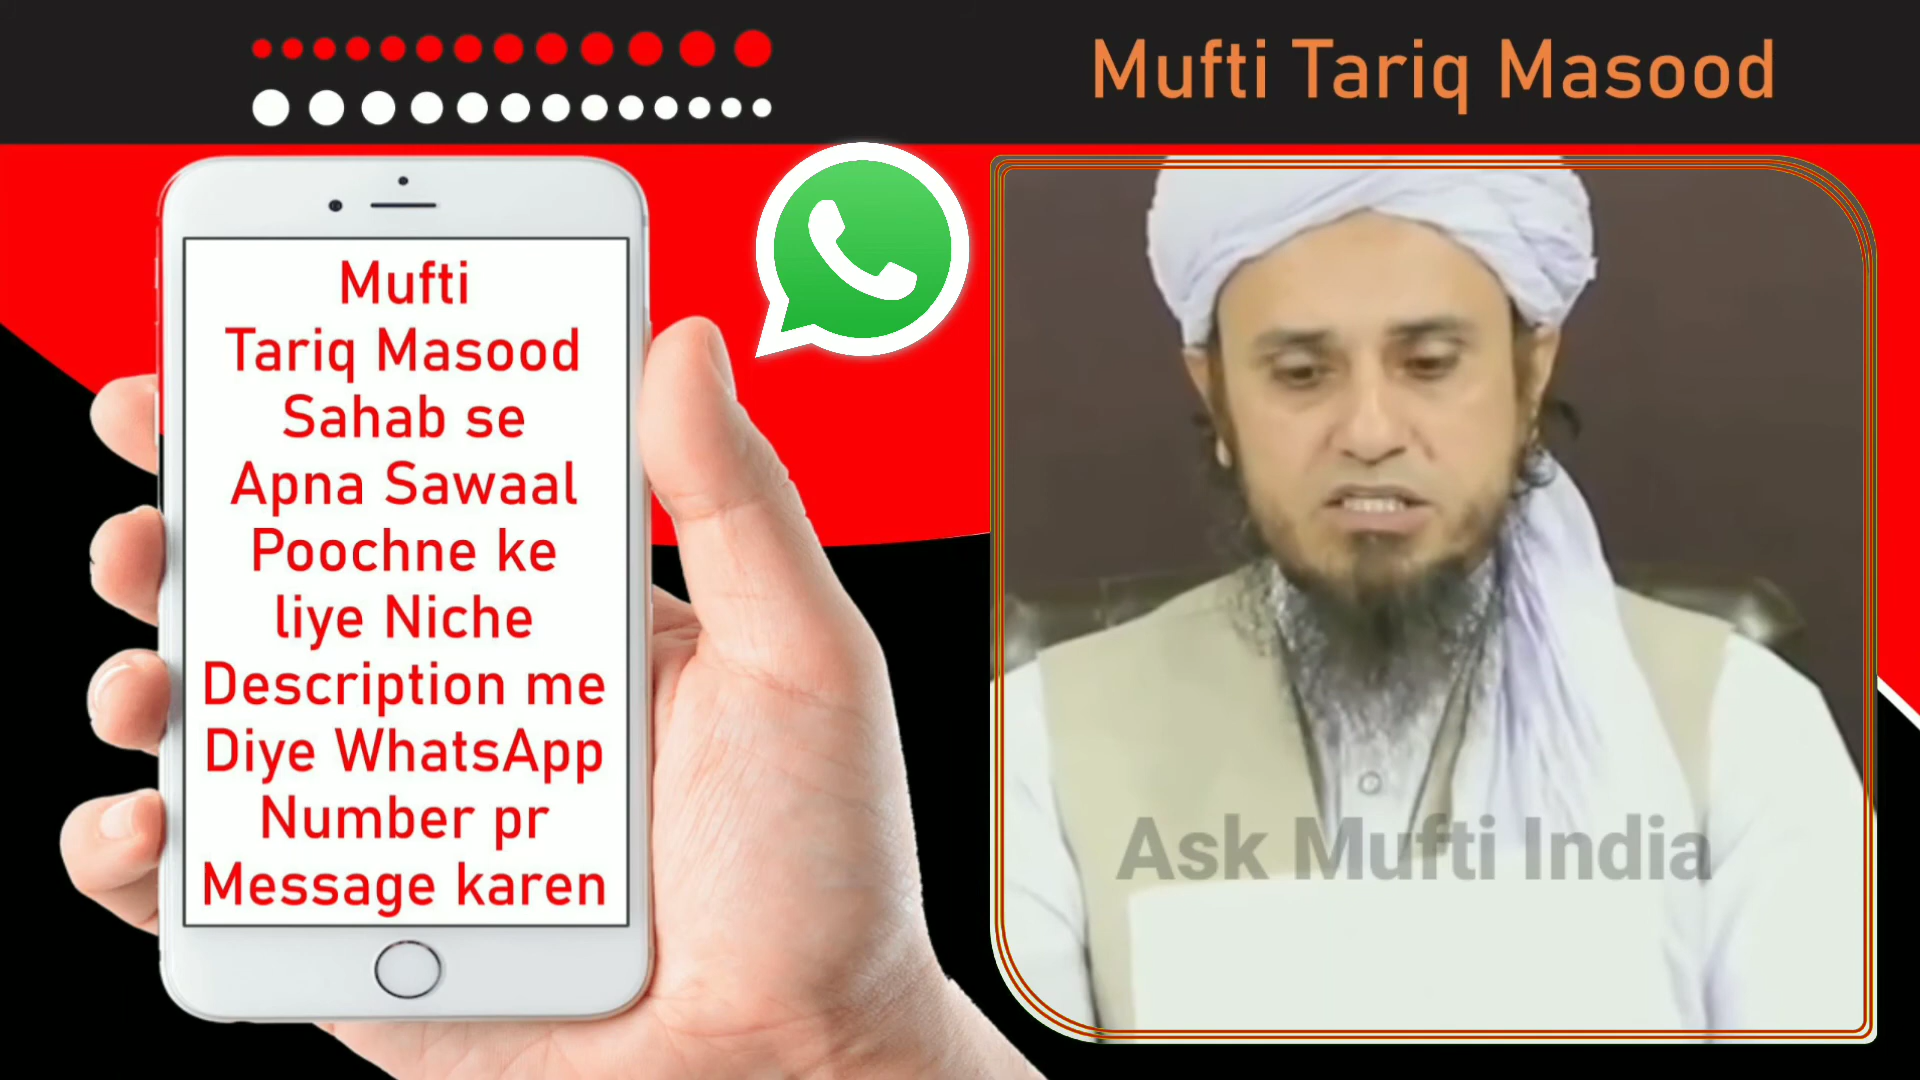 Mufti Tariq Masood
Mufti
Tariq Masood
Sahab se
Apna Sawaal
Poochne ke
liye Niche
Description me
Diye WhatsApp
Number pr
Message karen
Ask Mufti India